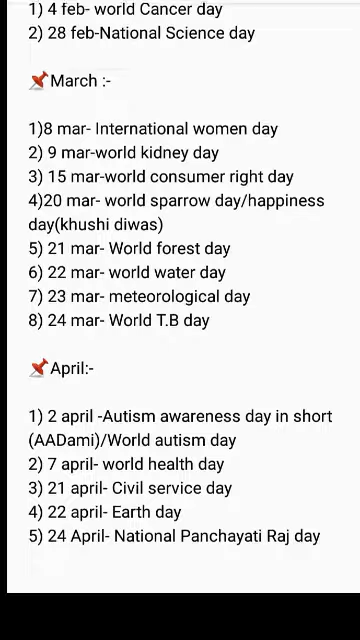 1) 4 feb- world Cancer day
2) 28 feb-National Science day
📌March :-
1)8 mar- International women day
2) 9 mar-world kidney day
3) 15 mar-world consumer right day
4)20 mar- world sparrow day/happiness
day(khushi diwas)
5) 21 mar- World forest day
6) 22 mar- world water day
7) 23 mar- meteorological day
8) 24 mar- World T.B day
📌April:-
1) 2 april -Autism awareness day in short
(AADami)/World autism day
2) 7 april- world health day
3) 21 april- Civil service day
4) 22 april- Earth day
5) 24 April- National Panchayati Raj day